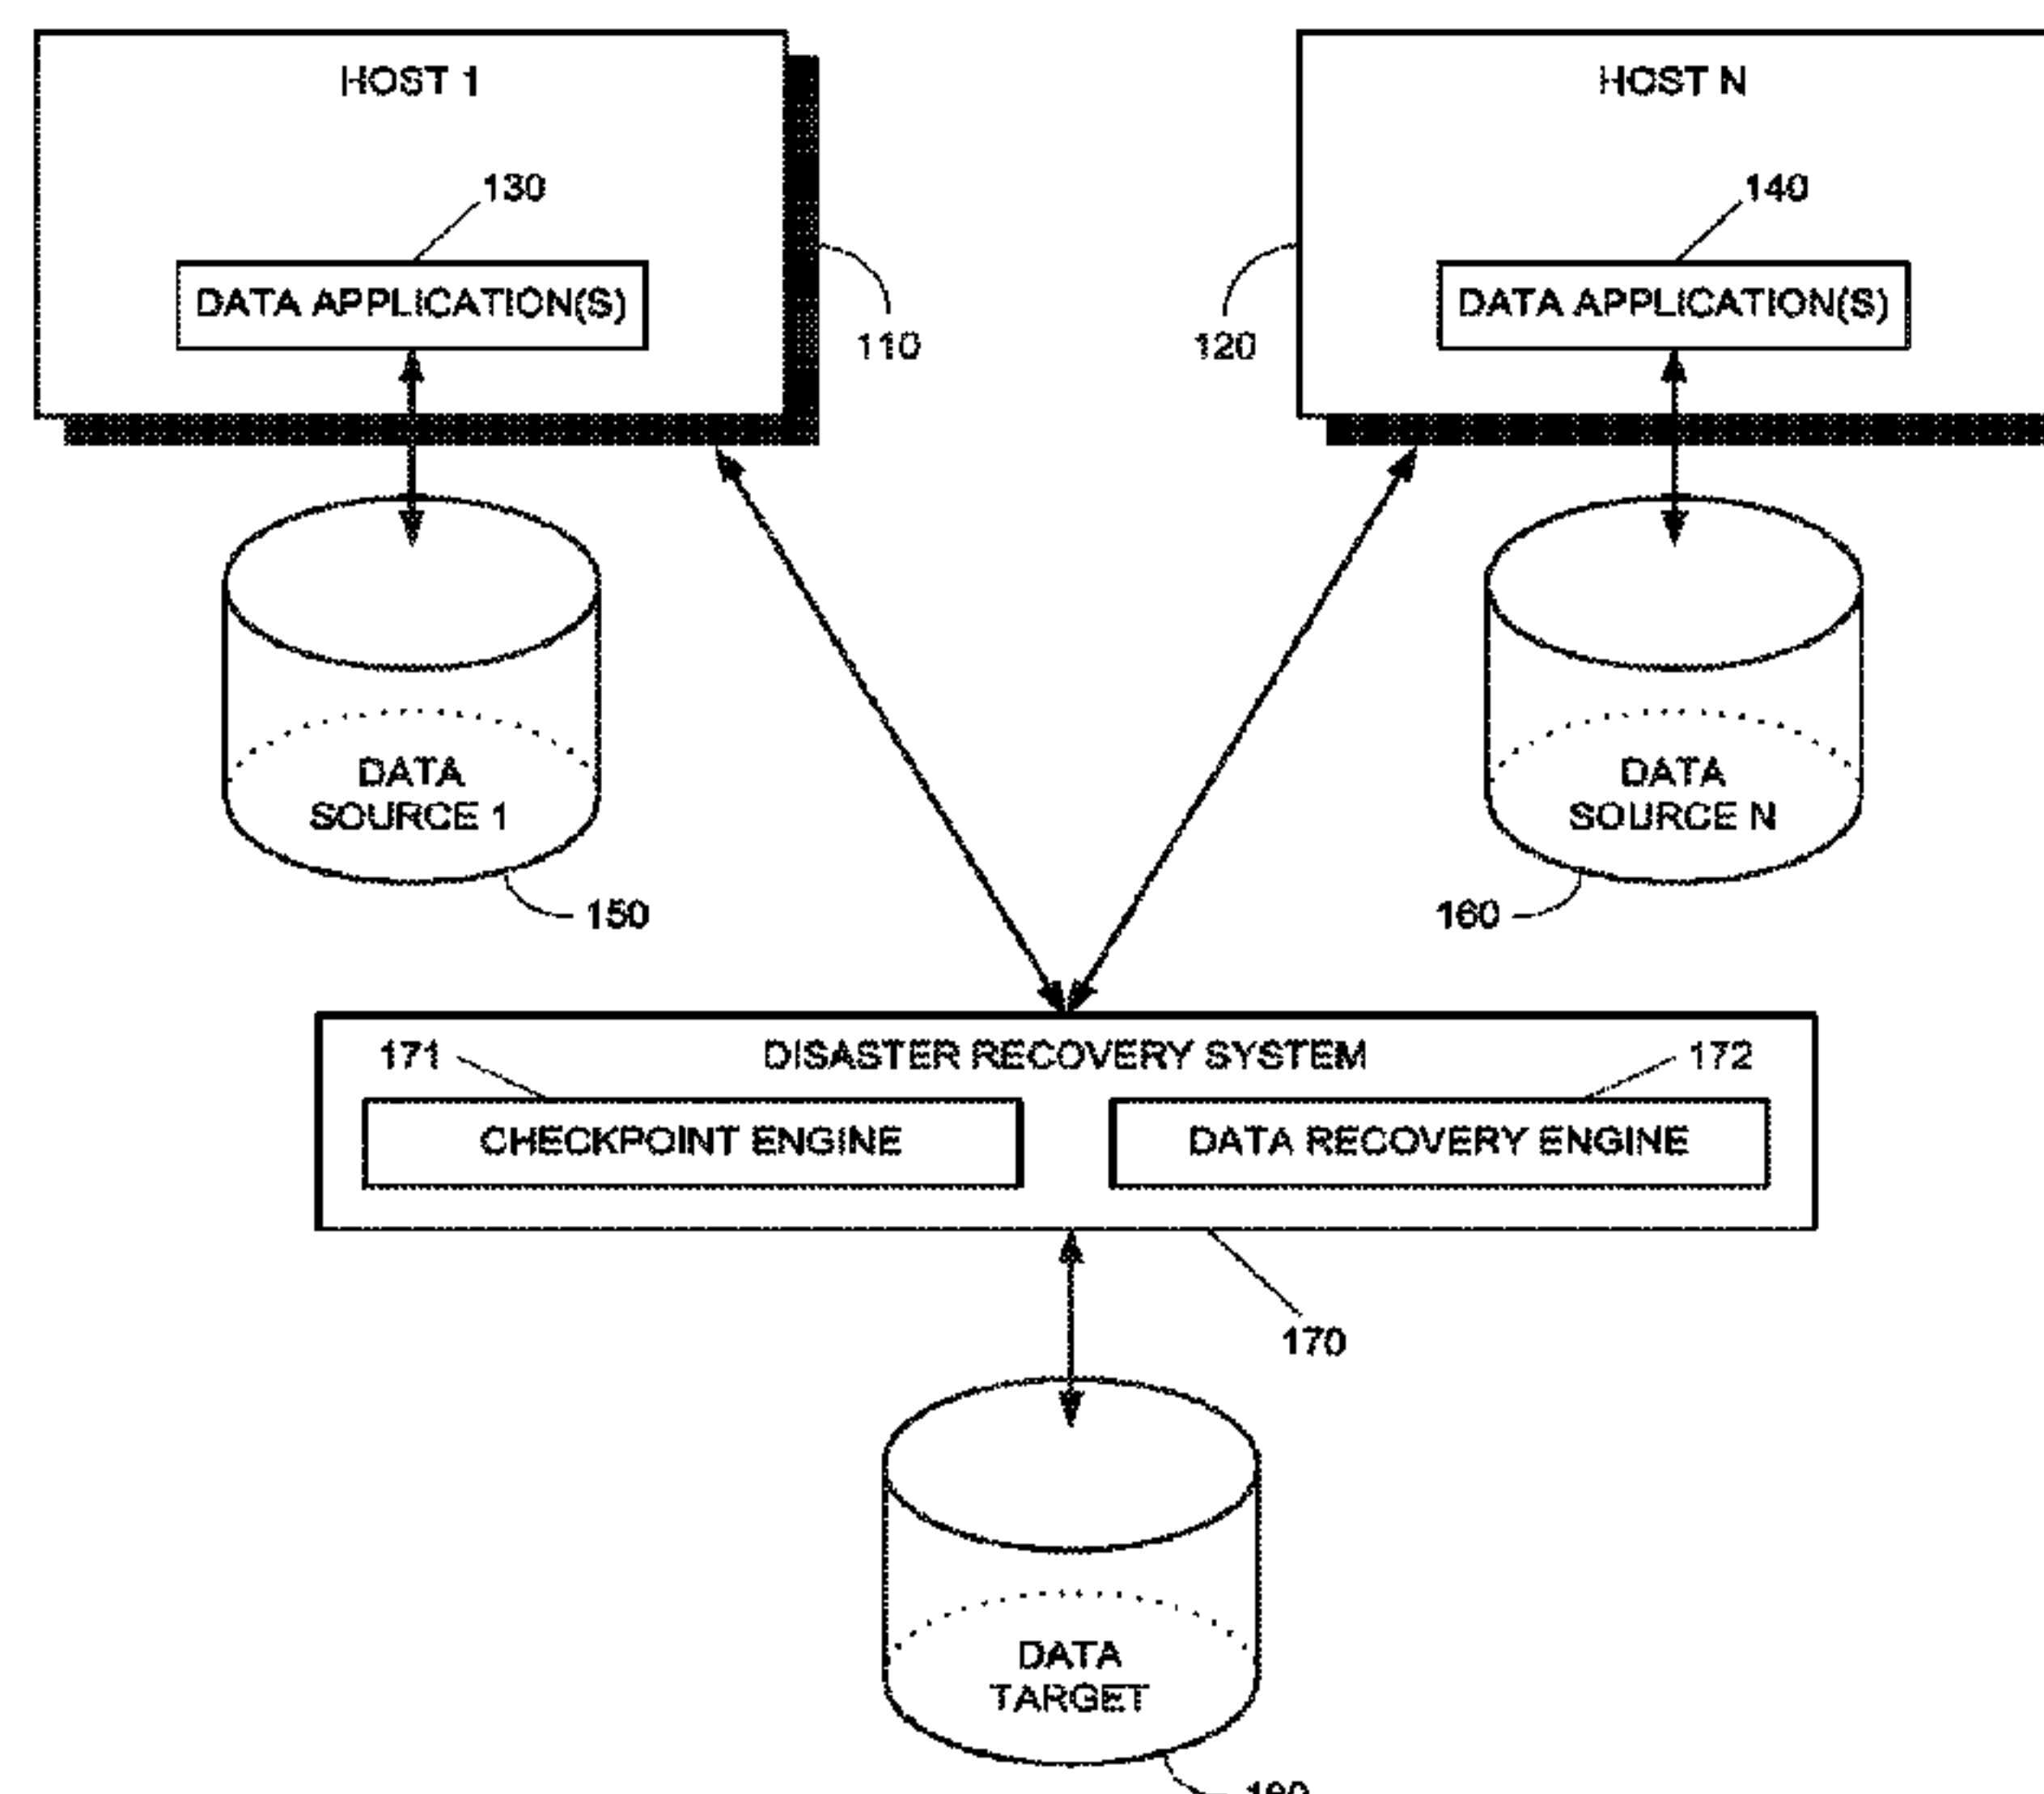 HOST 1
HOST N
130
140
DATA APPLICATION(S)
DATA APPLICATION(S)
110
120
DATA
SOURCE 1
DATA
SOURCE N
150
160
171
DISASTER RECOVERY SYSTEM
172
CHECKPOINT ENGINE
DATA RECOVERY ENGINE
170
DATA
TARGET